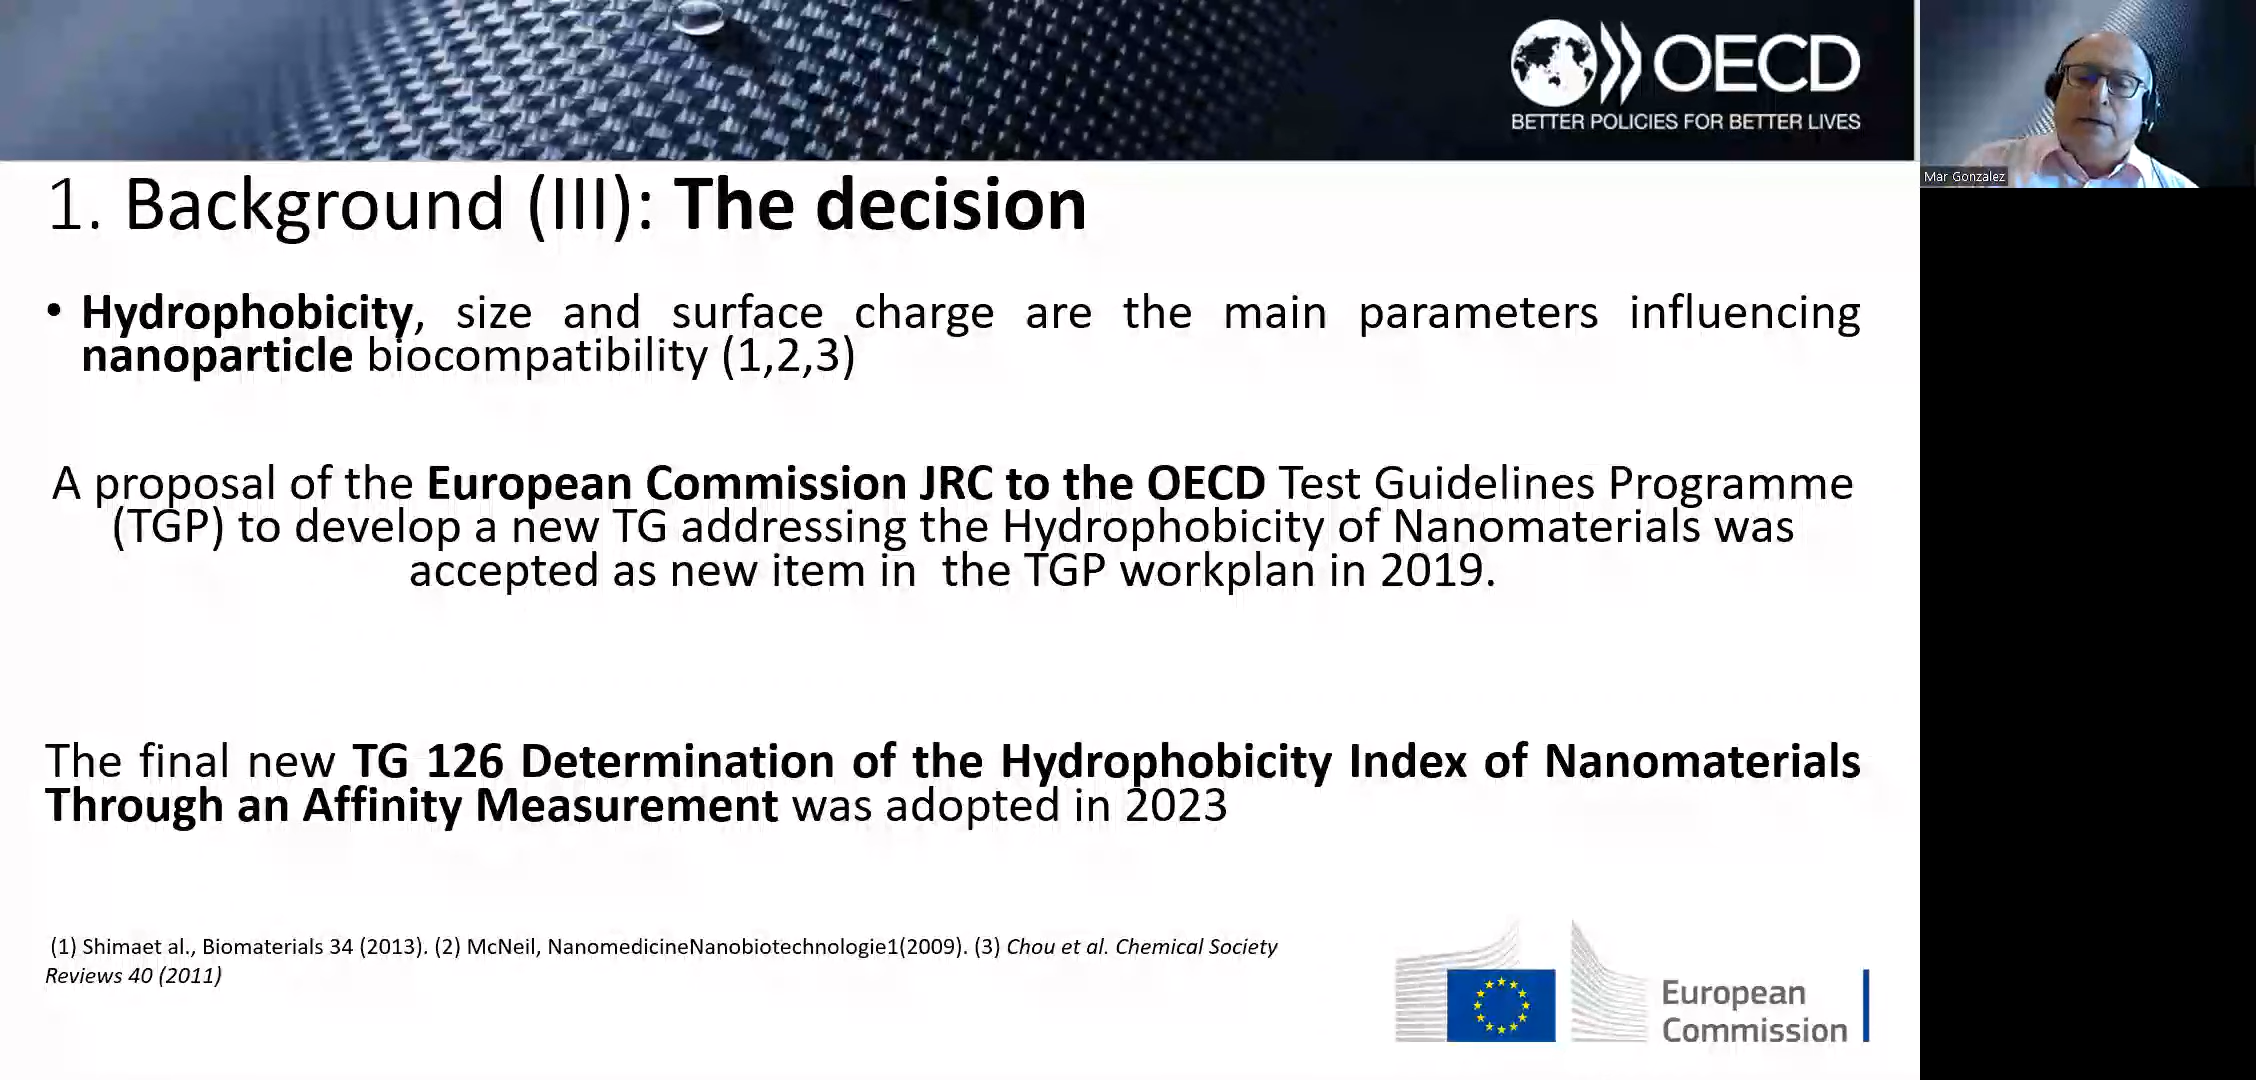 OECD
BETTER POLICIES FOR BETTER LIVES
Mar Gonzalez
1. Background (III): The decision
• Hydrophobicity, size and surface charge are the main parameters influencing
nanoparticle biocompatibility (1,2,3)
A proposal of the European Commission JRC to the OECD Test Guidelines Programme
(TGP) to develop a new TG addressing the Hydrophobicity of Nanomaterials was
accepted as new item in  the TGP workplan in 2019.
The final new TG 126 Determination of the Hydrophobicity Index of Nanomaterials
Through an Affinity Measurement was adopted in 2023
(1) Shimaet al., Biomaterials 34 (2013). (2) McNeil, NanomedicineNanobiotechnologie1(2009). (3) Chou et al. Chemical Society
Reviews 40 (2011)
European
Commission